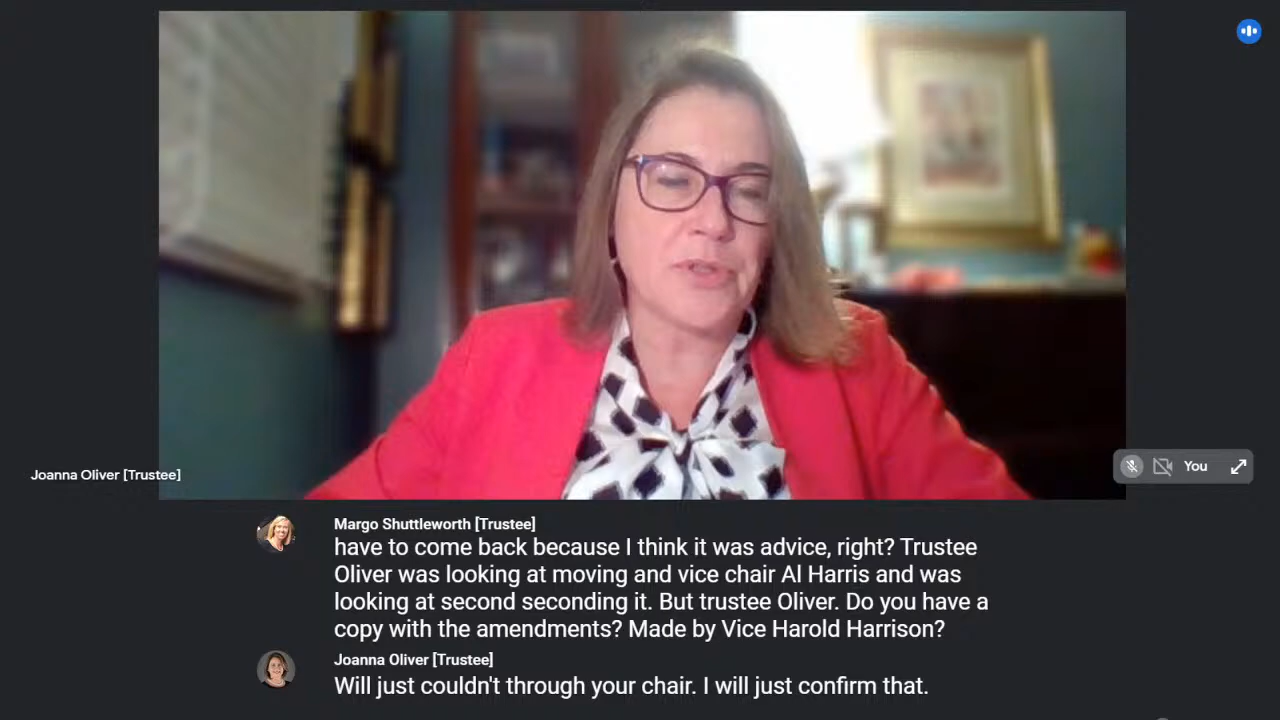 Joanna Oliver [Trustee]
You
Margo Shuttleworth [Trustee]
have to come back because I think it was advice, right? Trustee
Oliver was looking at moving and vice chair Al Harris and was
looking at second seconding it. But trustee Oliver. Do you have a
copy with the amendments? Made by Vice Harold Harrison?
Joanna Oliver [Trustee]
Will just couldn't through your chair. I will just confirm that.